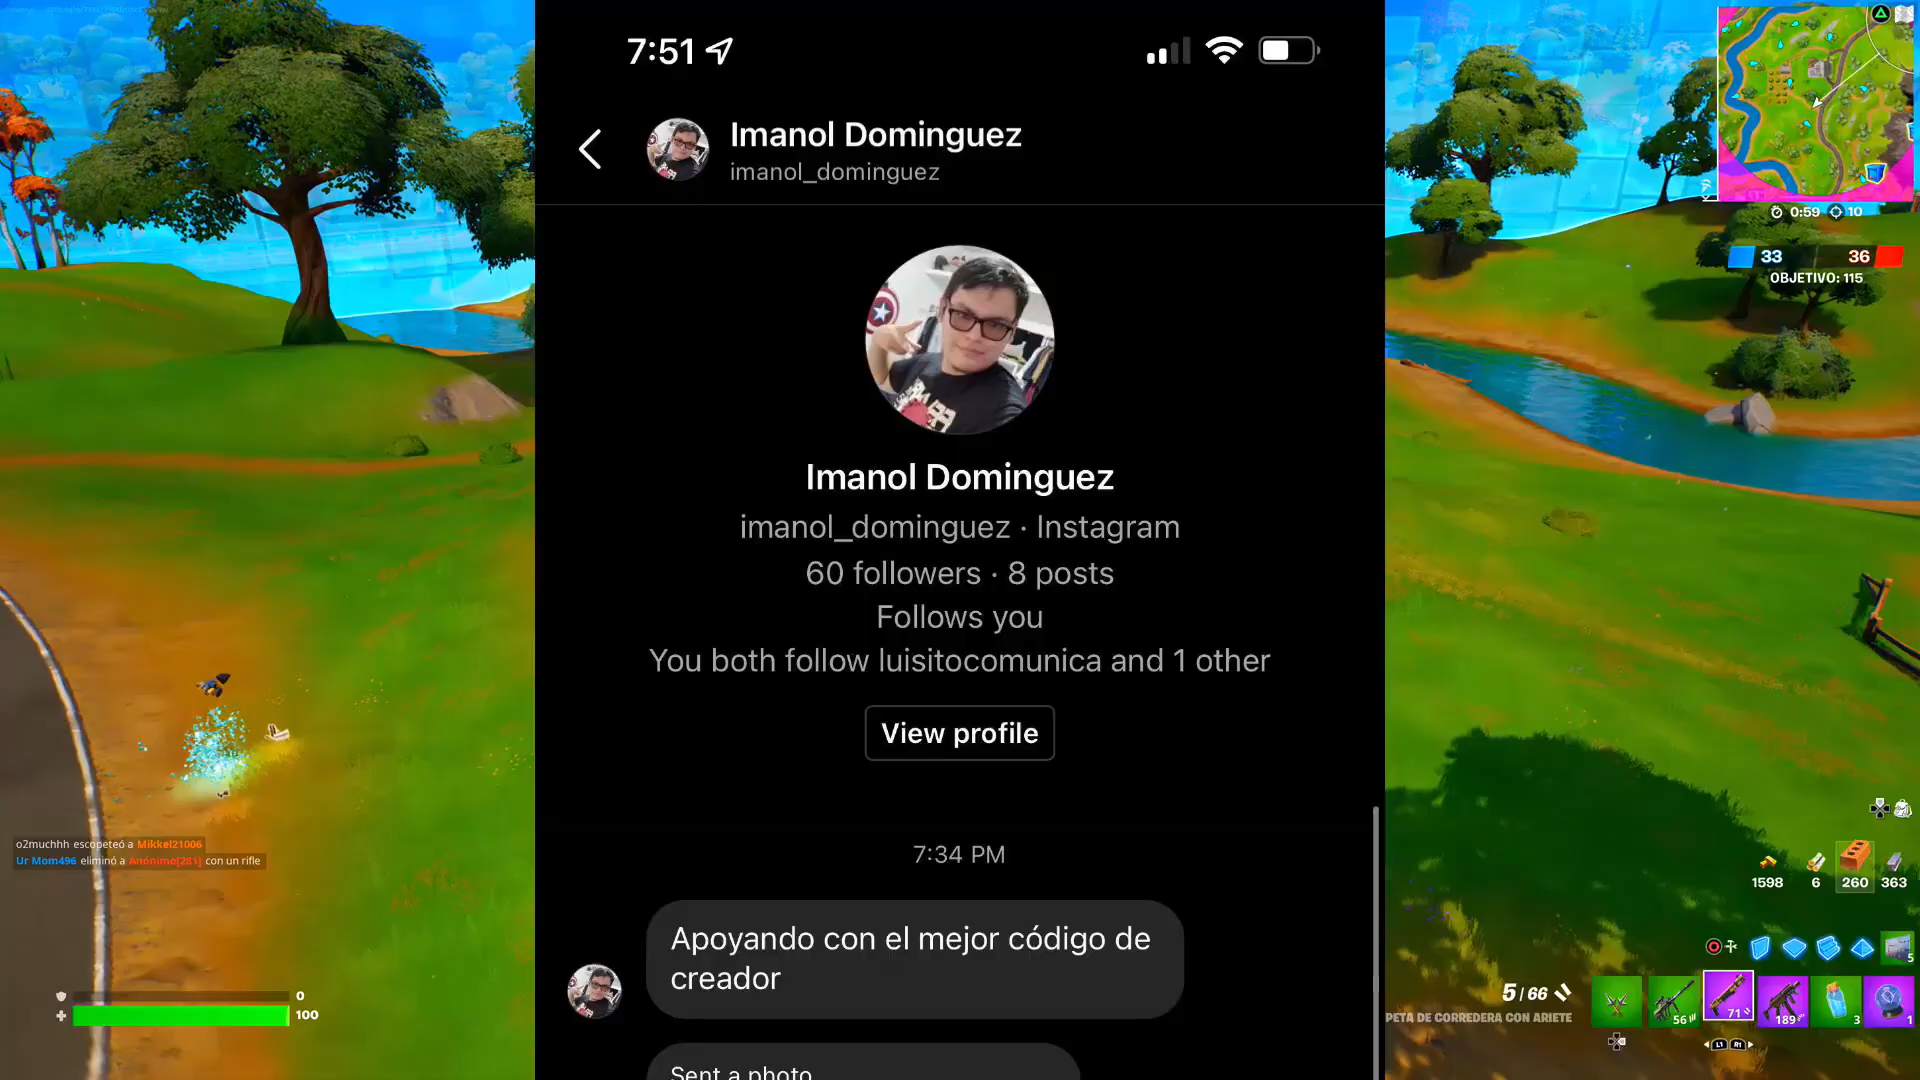 7:51
Imanol Dominguez
imanol_dominguez
Imanol Dominguez
imanol_dominguez · Instagram
60 followers · 8 posts
Follows you
You both follow luisitocomunica and 1 other
View profile
7:34 PM
Apoyando con el mejor código de
creador
Sent a photo
0:59 10
33 36
OBJETIVO: 115
o2muchhh escopeteó a Mikkel21006
Ur Mom496 eliminó a Anónimo[281] con un rifle
0
100
1598 6 260 363
5
5/66
PETA DE CORREDERA CON ARIETE
56 71 189 3 1
L1 R1